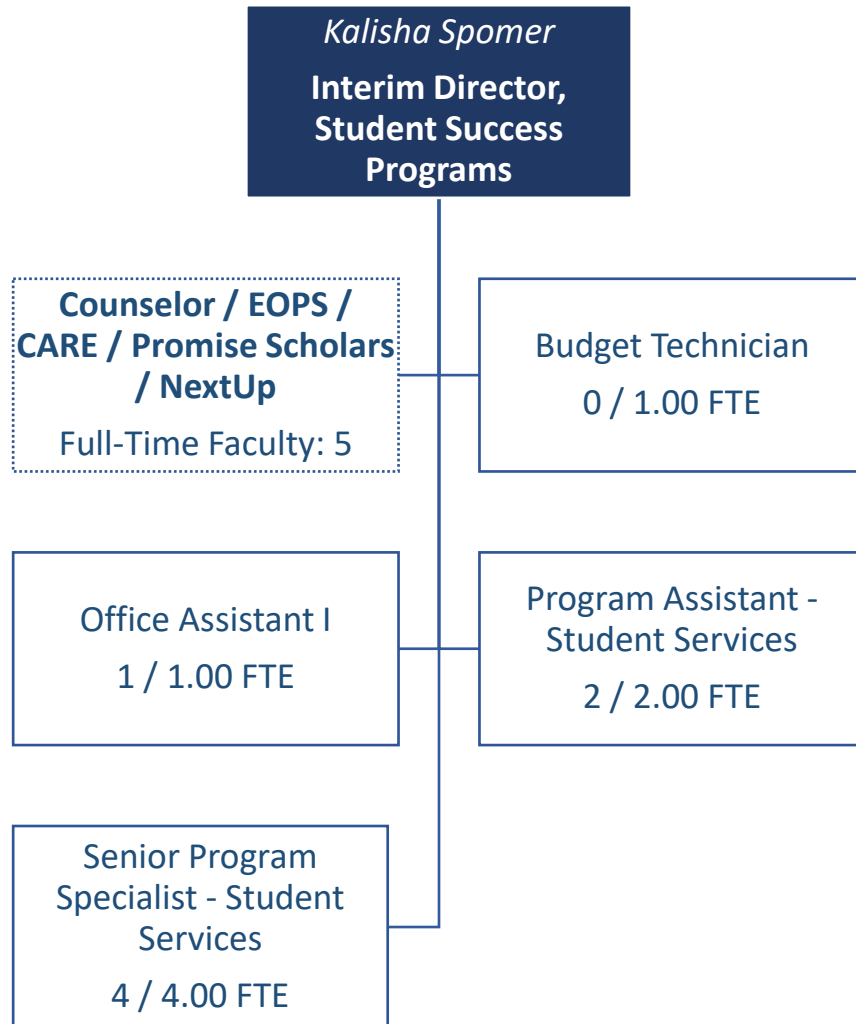 Kalisha Spomer
Interim Director,
Student Success
Programs
Counselor / EOPS /
CARE / Promise Scholars
/ NextUp
Full-Time Faculty: 5
Budget Technician
0 / 1.00 FTE
Office Assistant I
1 / 1.00 FTE
Program Assistant -
Student Services
2 / 2.00 FTE
Senior Program
Specialist - Student
Services
4 / 4.00 FTE